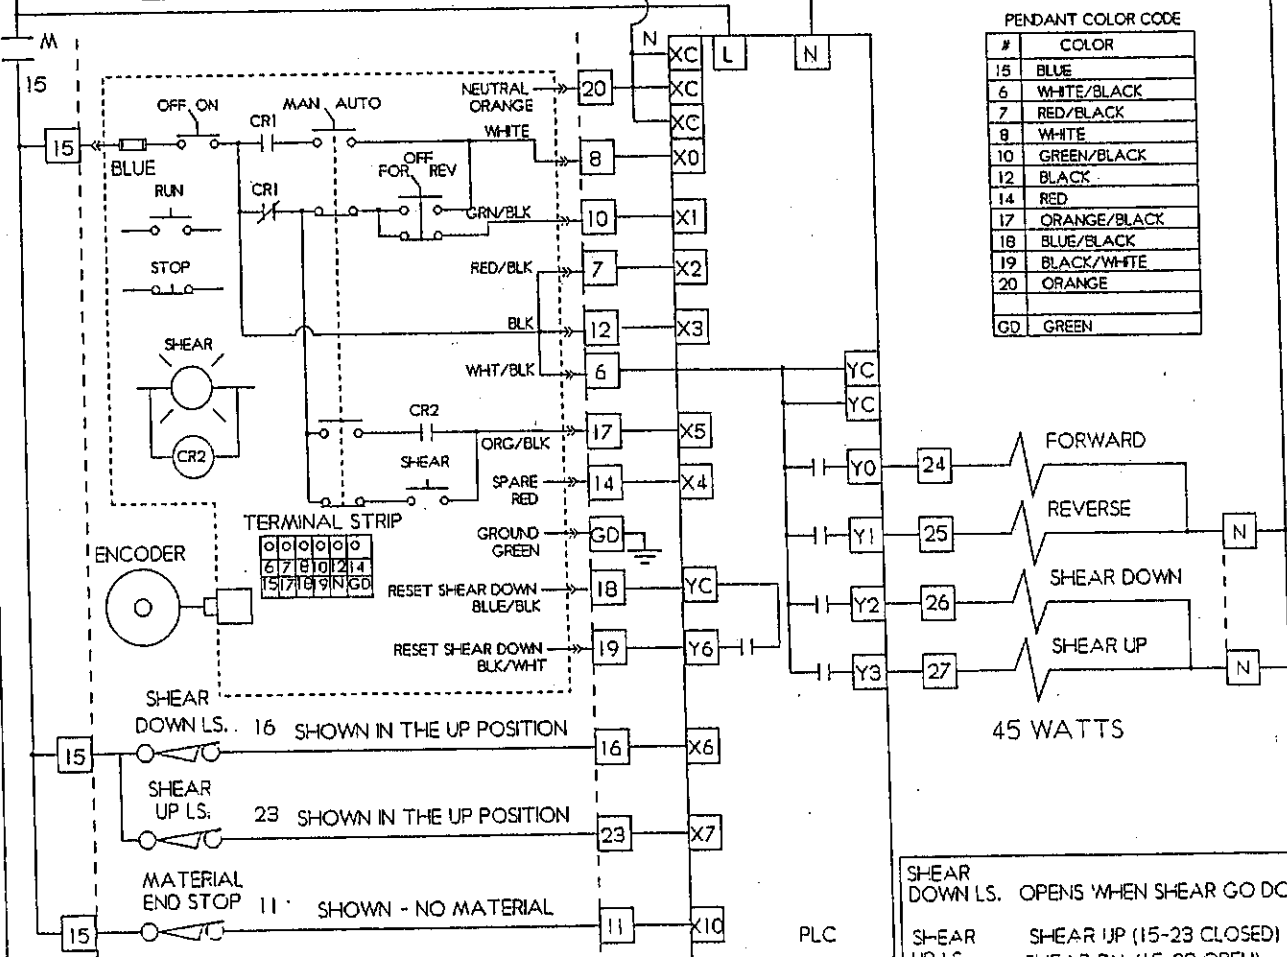 M
15
N
XC
L
N
PENDANT COLOR CODE
# COLOR
15 BLUE
6 WHITE/BLACK
7 RED/BLACK
8 WHITE
10 GREEN/BLACK
12 BLACK
14 RED
17 ORANGE/BLACK
18 BLUE/BLACK
19 BLACK/WHITE
20 ORANGE
GD GREEN
OFF ON
MAN AUTO
NEUTRAL
ORANGE
20
XC
XC
CR1
WHITE
15
BLUE
8
X0
OFF
FOR REV
RUN
CR1
GRN/BLK
10
X1
STOP
RED/BLK
7
X2
BLK
12
X3
SHEAR
WHT/BLK
6
YC
YC
CR2
CR2
ORG/BLK
17
X5
SHEAR
SPARE
RED
14
X4
Y0
24
FORWARD
TERMINAL STRIP
6 7 8 10 12 14
15 17 18 19 N GD
GROUND
GREEN
GD
Y1
25
REVERSE
N
ENCODER
RESET SHEAR DOWN
BLUE/BLK
18
YC
Y2
26
SHEAR DOWN
RESET SHEAR DOWN
BLK/WHT
19
Y6
Y3
27
SHEAR UP
N
45 WATTS
SHEAR
DOWN LS. 16 SHOWN IN THE UP POSITION
15
16
X6
SHEAR
UP LS. 23 SHOWN IN THE UP POSITION
23
X7
MATERIAL
END STOP 11 SHOWN - NO MATERIAL
15
11
X10
PLC
SHEAR
DOWN LS. OPENS WHEN SHEAR GO DO
SHEAR SHEAR UP (15-23 CLOSED)